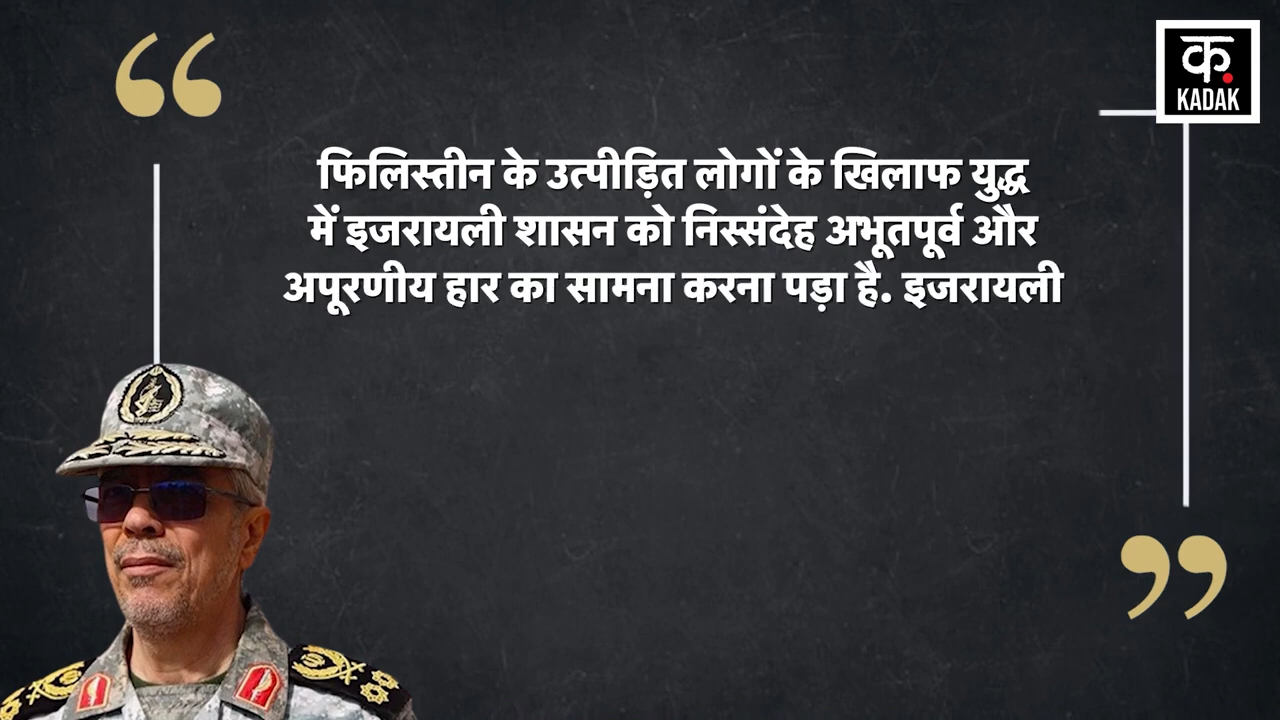 क.
KADAK
फिलिस्तीन के उत्पीड़ित लोगों के खिलाफ युद्ध
में इजरायली शासन को निस्संदेह अभूतपूर्व और
अपूरणीय हार का सामना करना पड़ा है. इजरायली